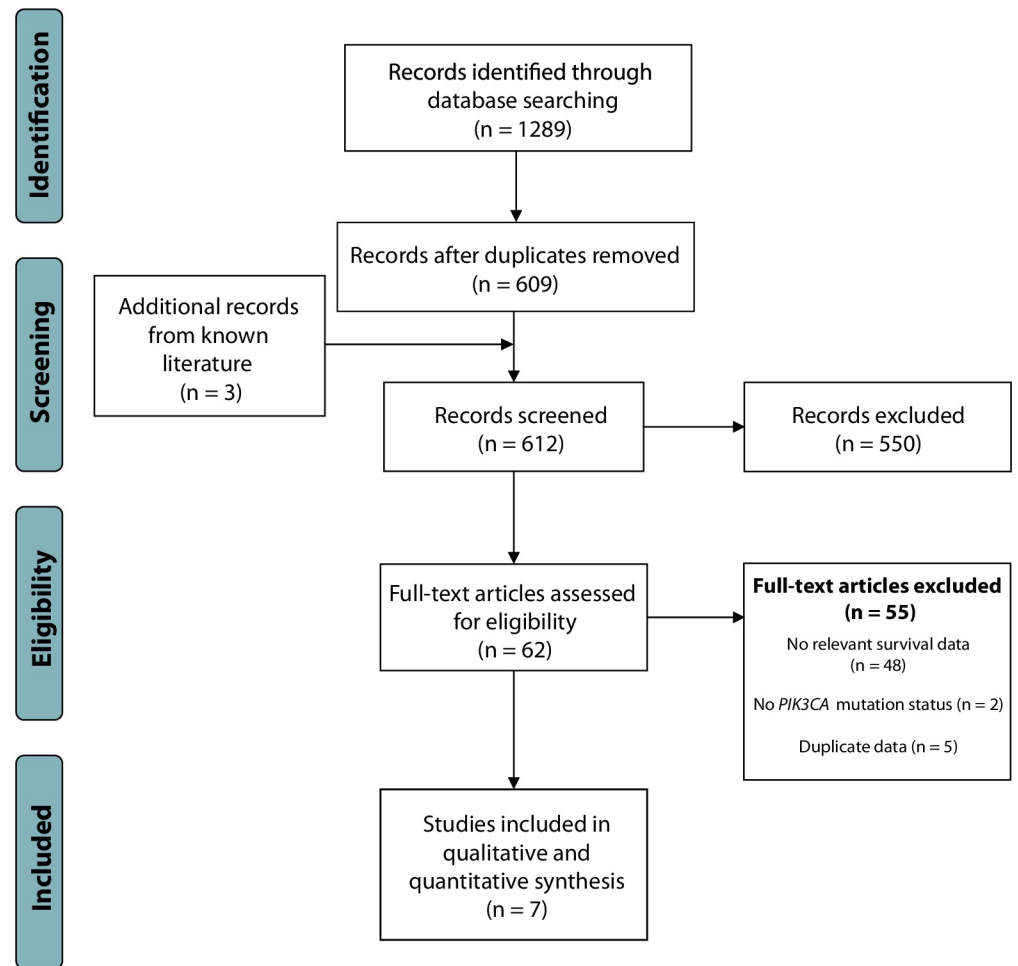 Identification
Records identified through
database searching
(n = 1289)
Records after duplicates removed
(n = 609)
Screening
Additional records
from known
literature
(n = 3)
Records screened
(n = 612)
Records excluded
(n = 550)
Eligibility
Full-text articles assessed
for eligibility
(n = 62)
Full-text articles excluded
(n = 55)
No relevant survival data
(n = 48)
No PIK3CA mutation status (n = 2)
Duplicate data (n = 5)
Included
Studies included in
qualitative and
quantitative synthesis
(n = 7)